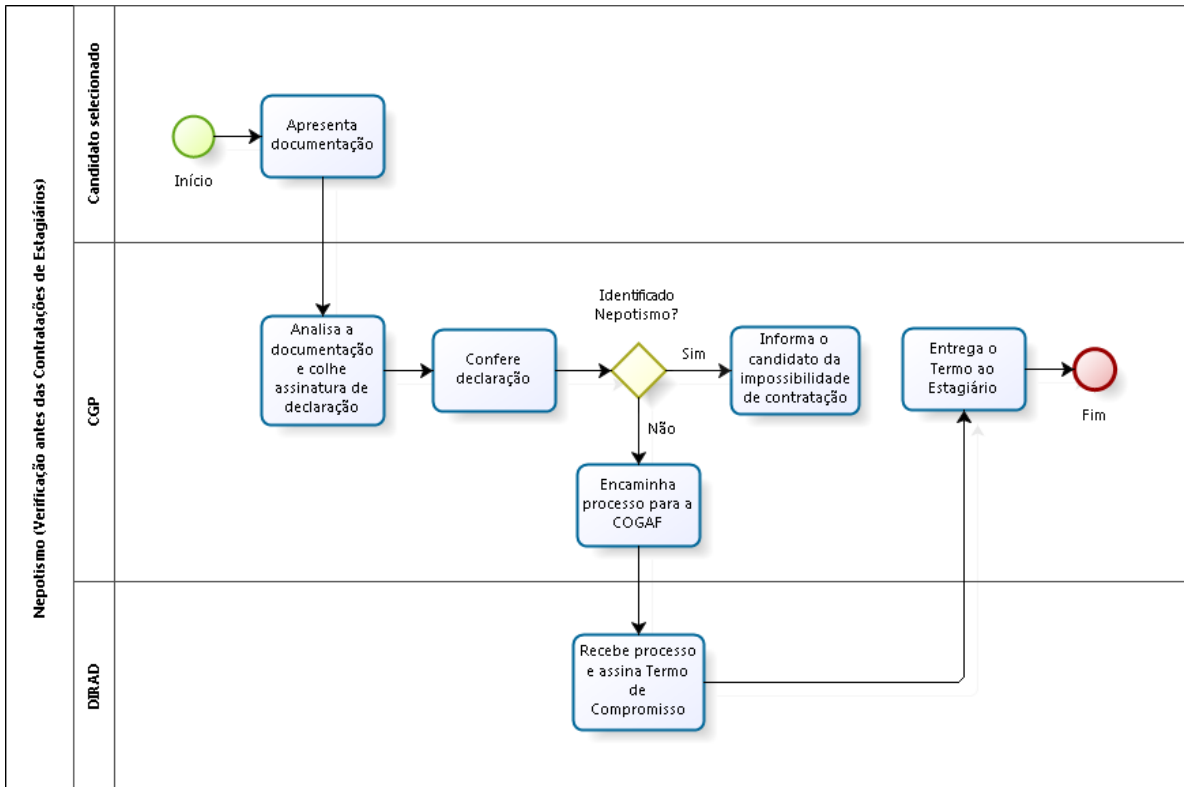 Nepotismo (Verificação antes das Contratações de Estagiários)
Candidato selecionado
Início
Apresenta
documentação
CGP
Analisa a
documentação
e colhe
assinatura de
declaração
Confere
declaração
Identificado
Nepotismo?
Sim
Informa o
candidato da
impossibilidade
de contratação
Não
Encaminha
processo para a
COGAF
Entrega o
Termo ao
Estagiário
Fim
DIRAD
Recebe processo
e assina Termo
de
Compromisso